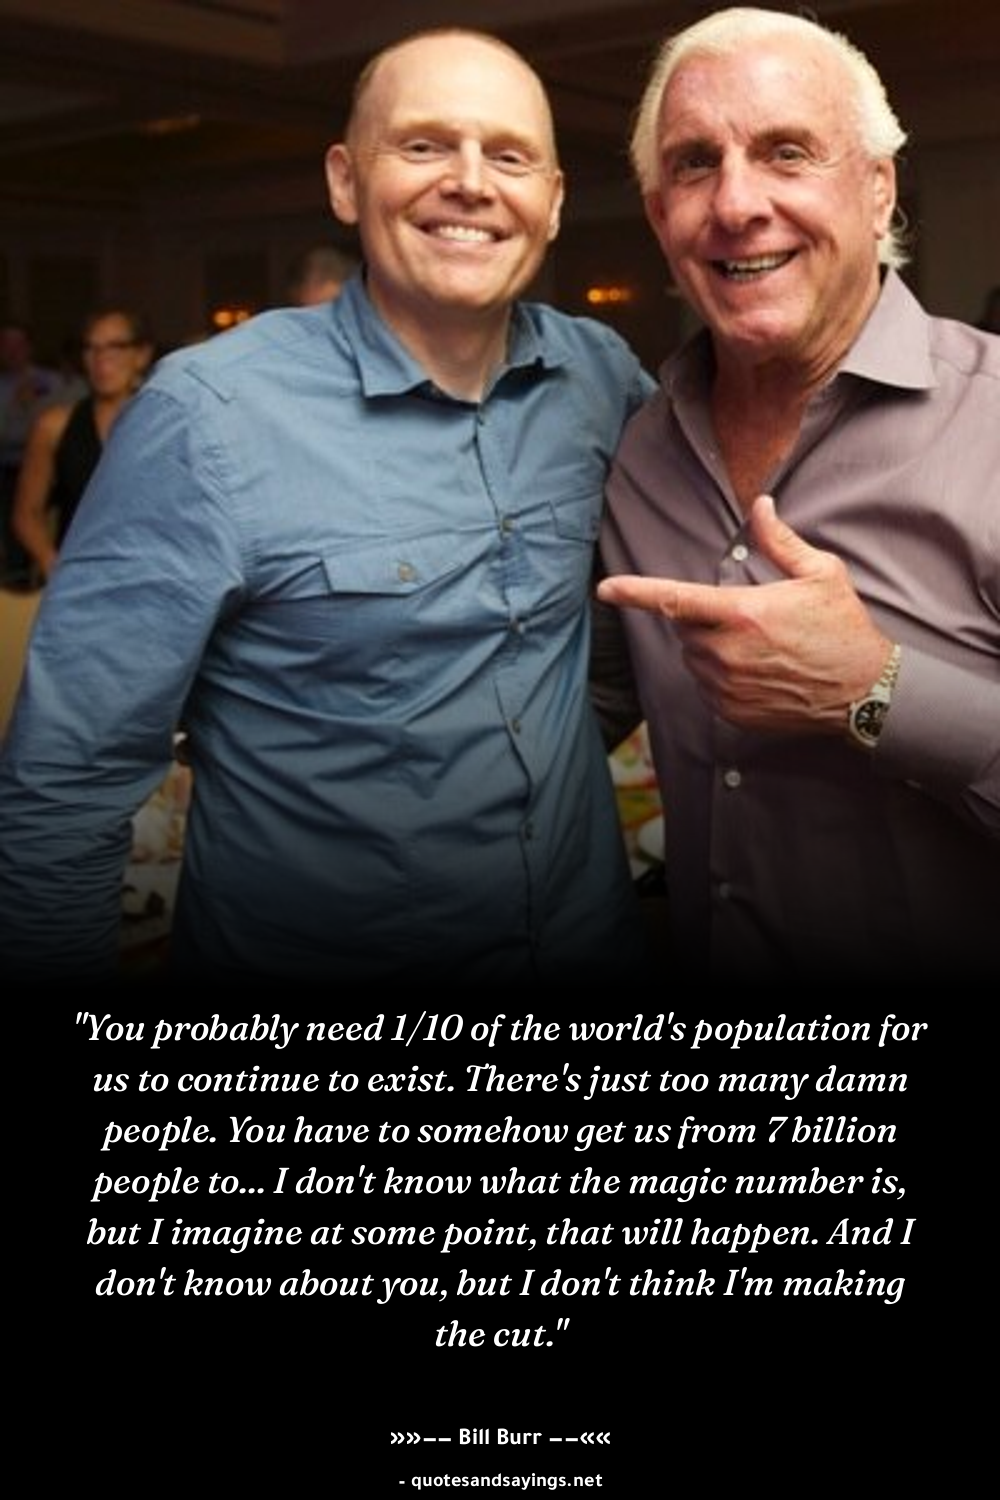 "You probably need 1/10 of the world's population for
us to continue to exist. There's just too many damn
people. You have to somehow get us from 7 billion
people to... I don't know what the magic number is,
but I imagine at some point, that will happen. And I
don't know about you, but I don't think I'm making
the cut."
»»–– Bill Burr ––««
- quotesandsayings.net